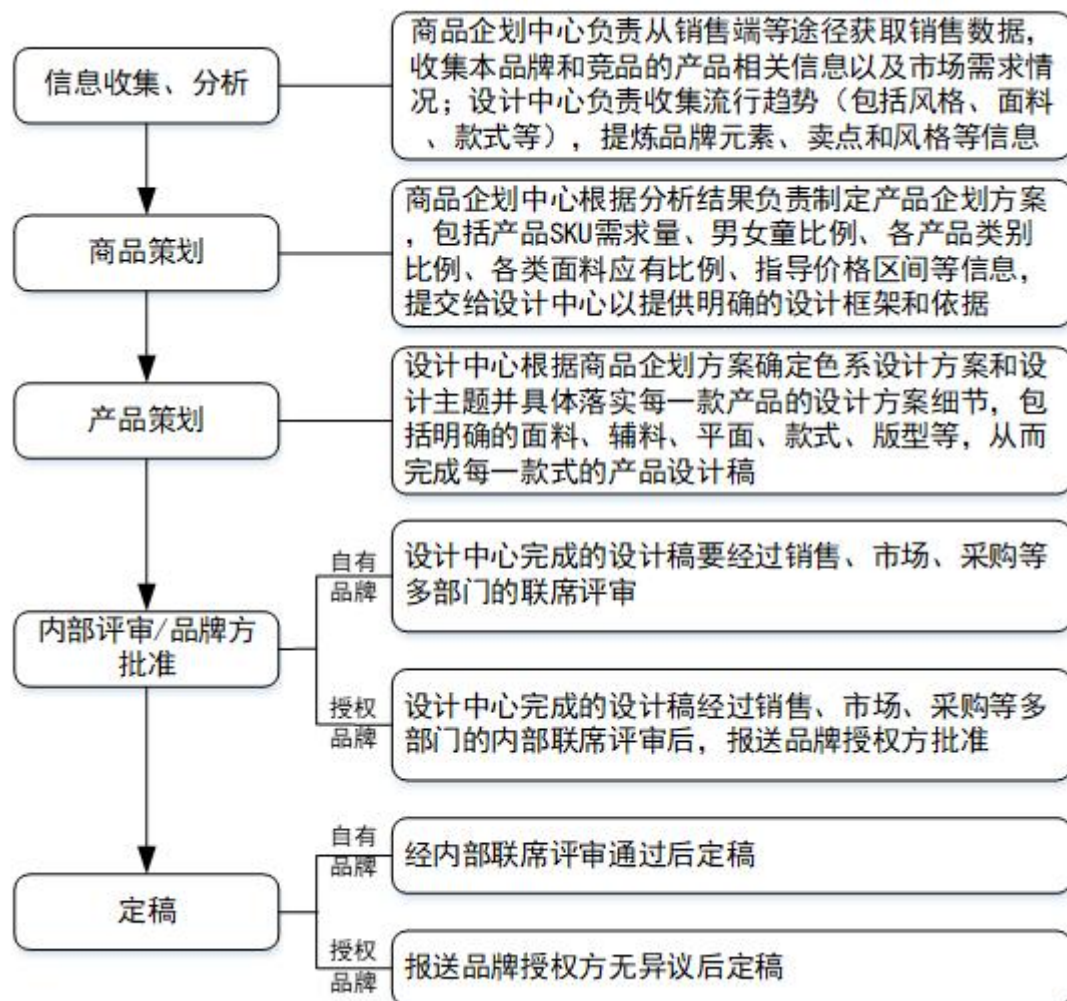 信息收集、分析
商品企划中心负责从销售端等途径获取销售数据，
收集本品牌和竞品的产品相关信息以及市场需求情
况；设计中心负责收集流行趋势（包括风格、面料
、款式等），提炼品牌元素、卖点和风格等信息
商品策划
商品企划中心根据分析结果负责制定产品企划方案
，包括产品SKU需求量、男女童比例、各产品类别
比例、各类面料应有比例、指导价格区间等信息，
提交给设计中心以提供明确的设计框架和依据
产品策划
设计中心根据商品企划方案确定色系设计方案和设
计主题并具体落实每一款产品的设计方案细节，包
括明确的面料、辅料、平面、款式、版型等，从而
完成每一款式的产品设计稿
内部评审/品牌方
批准
自有
品牌
设计中心完成的设计稿要经过销售、市场、采购等
多部门的联席评审
授权
品牌
设计中心完成的设计稿经过销售、市场、采购等多
部门的内部联席评审后，报送品牌授权方批准
定稿
自有
品牌
经内部联席评审通过后定稿
授权
品牌
报送品牌授权方无异议后定稿